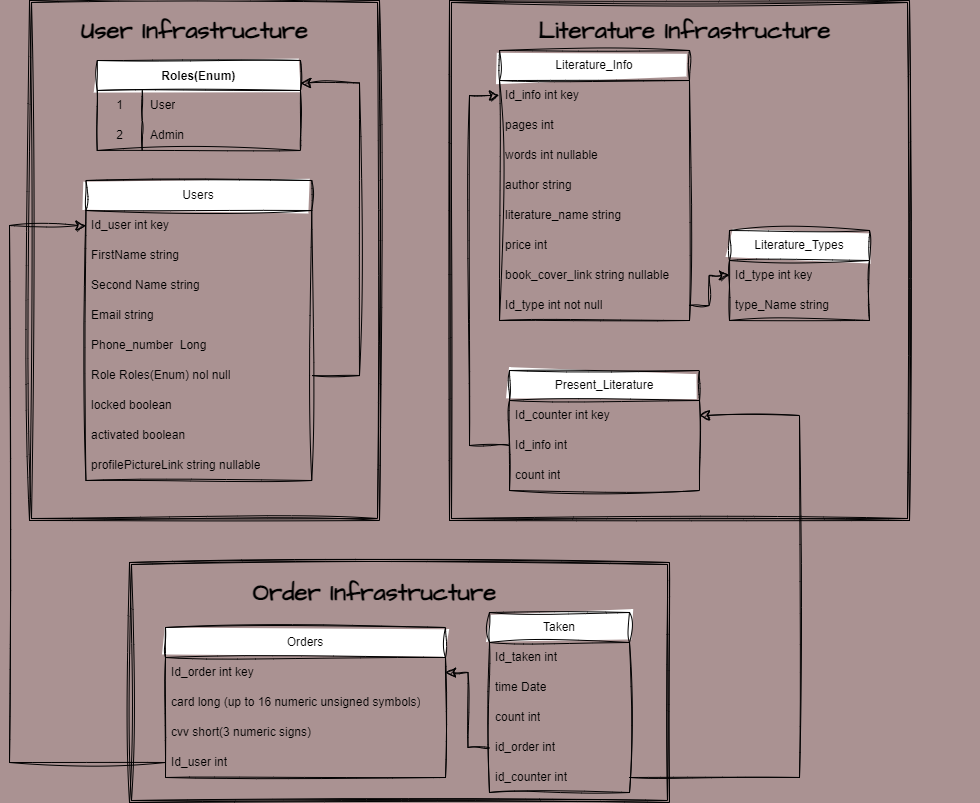 User Infrastructure
Roles(Enum)
1 User
2 Admin
Users
Id_user int key
FirstName string
Second Name string
Email string
Phone_number  Long
Role Roles(Enum) nol null
locked boolean
activated boolean
profilePictureLink string nullable
Literature Infrastructure
Literature_Info
Id_info int key
pages int
words int nullable
author string
literature_name string
price int
book_cover_link string nullable
Id_type int not null
Literature_Types
Id_type int key
type_Name string
Present_Literature
Id_counter int key
Id_info int
count int
Order Infrastructure
Orders
Id_order int key
card long (up to 16 numeric unsigned symbols)
cvv short(3 numeric signs)
Id_user int
Taken
Id_taken int
time Date
count int
id_order int
id_counter int